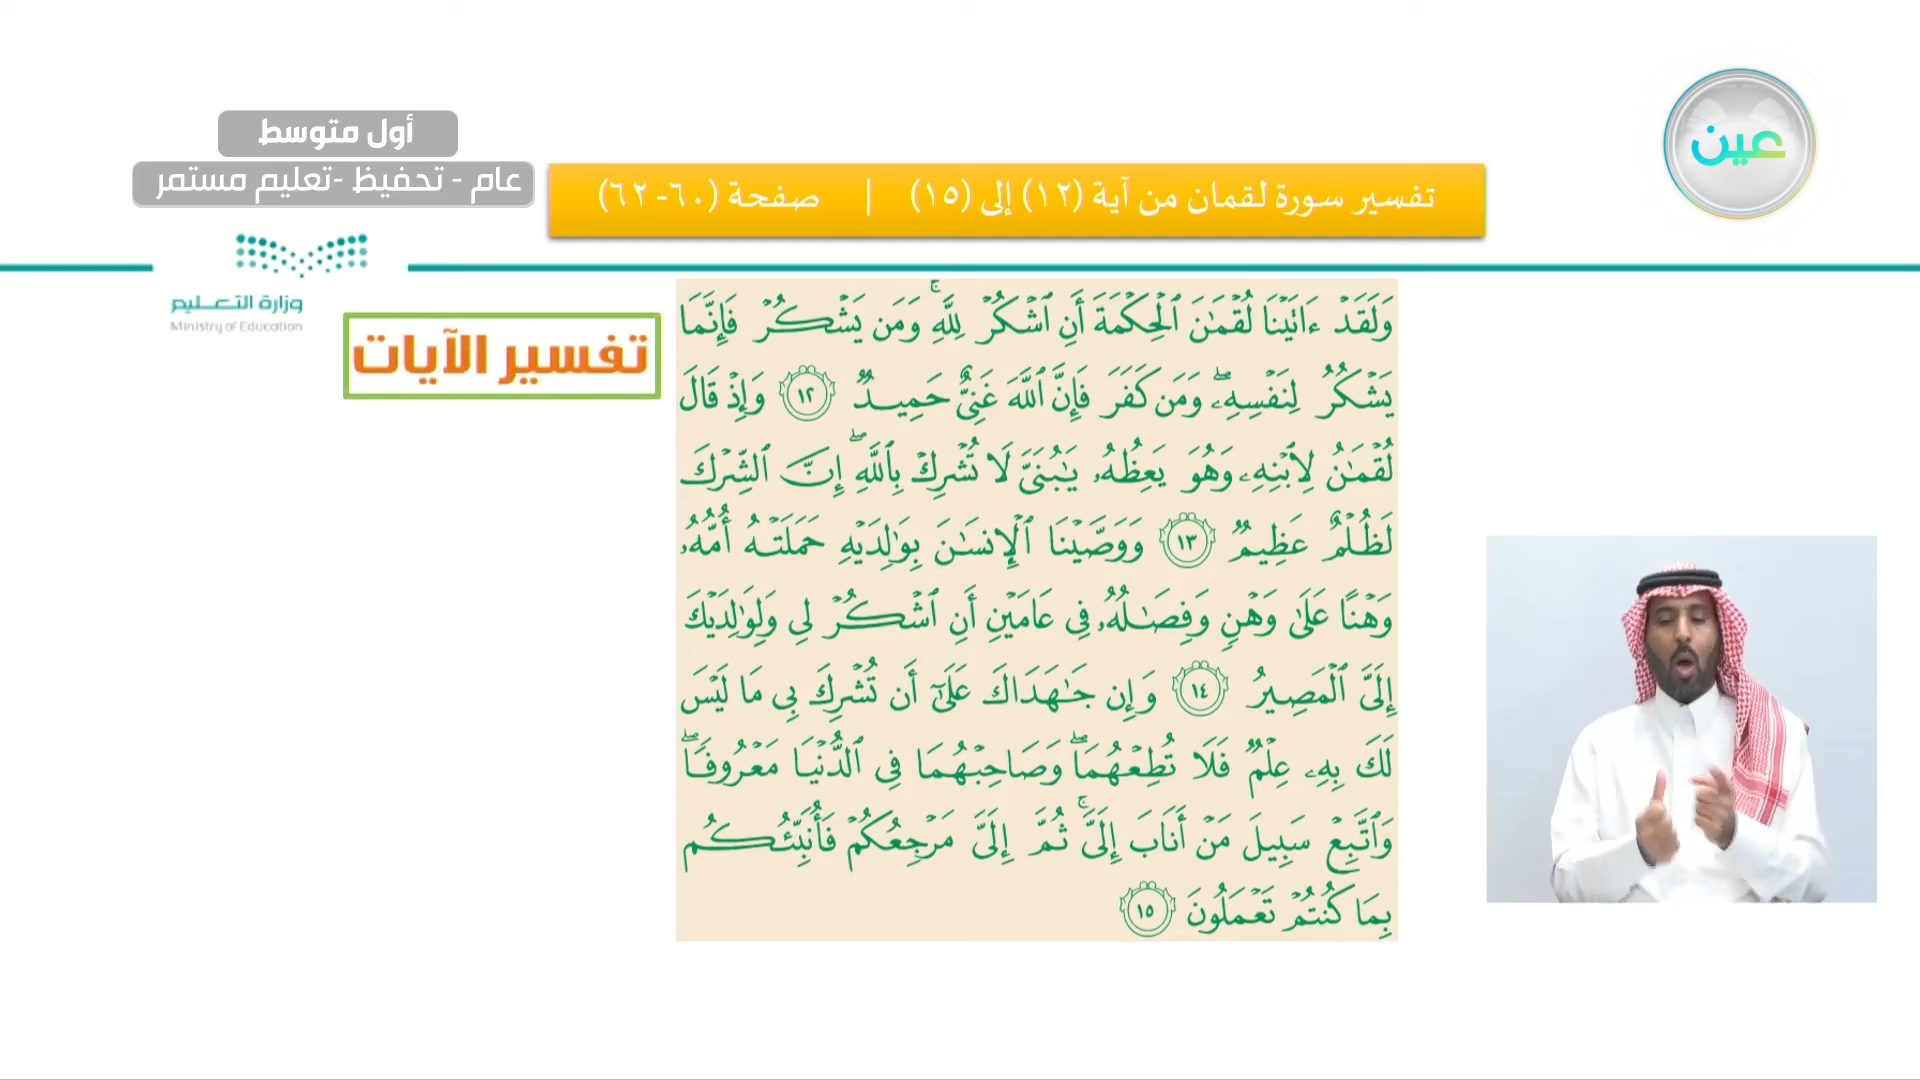 أول متوسط
عام - تحفيظ -تعليم مستمر
تفسير سورة لقمان من آية (١٢) إلى (١٥) | صفحة (٦٠- ٦٢)
عين
وزارة التعـــليم
Ministry of Education
تفسير الآيات
وَلَقَدۡ ءَاتَيۡنَا لُقۡمَٰنَ ٱلۡحِكۡمَةَ أَنِ ٱشۡكُرۡ لِلَّهِۚ وَمَن يَشۡكُرۡ فَإِنَّمَا
يَشۡكُرُ لِنَفۡسِهِۦۖ وَمَن كَفَرَ فَإِنَّ ٱللَّهَ غَنِيٌّ حَمِيدٞ ١٢ وَإِذۡ قَالَ
لُقۡمَٰنُ لِٱبۡنِهِۦ وَهُوَ يَعِظُهُۥ يَٰبُنَيَّ لَا تُشۡرِكۡ بِٱللَّهِۖ إِنَّ ٱلشِّرۡكَ
لَظُلۡمٌ عَظِيمٞ ١٣ وَوَصَّيۡنَا ٱلۡإِنسَٰنَ بِوَٰلِدَيۡهِ حَمَلَتۡهُ أُمُّهُۥ
وَهۡنًا عَلَىٰ وَهۡنٖ وَفِصَٰلُهُۥ فِي عَامَيۡنِ أَنِ ٱشۡكُرۡ لِي وَلِوَٰلِدَيۡكَ
إِلَيَّ ٱلۡمَصِيرُ ١٤ وَإِن جَٰهَدَاكَ عَلَىٰٓ أَن تُشۡرِكَ بِي مَا لَيۡسَ
لَكَ بِهِۦ عِلۡمٞ فَلَا تُطِعۡهُمَاۖ وَصَاحِبۡهُمَا فِي ٱلدُّنۡيَا مَعۡرُوفٗاۖ
وَٱتَّبِعۡ سَبِيلَ مَنۡ أَنَابَ إِلَيَّۚ ثُمَّ إِلَيَّ مَرۡجِعُكُمۡ فَأُنَبِّئُكُم
بِمَا كُنتُمۡ تَعۡمَلُونَ ١٥